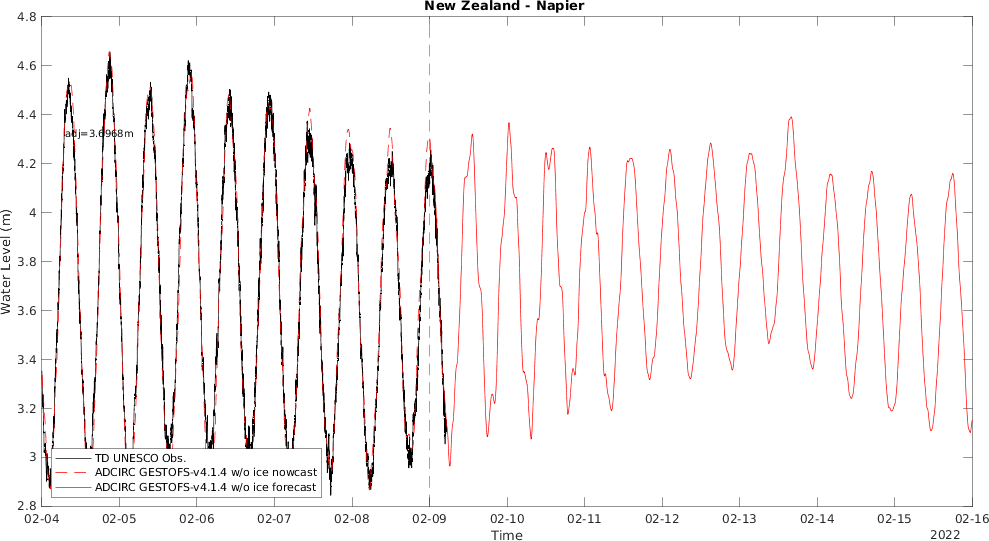 New Zealand - Napier
4.8
4.6
4.4
4.2
4
3.8
3.6
3.4
3.2
3
2.8
Water Level (m)
adj=3.6968m
TD UNESCO Obs.
ADCIRC GESTOFS-v4.1.4 w/o ice nowcast
ADCIRC GESTOFS-v4.1.4 w/o ice forecast
02-04 02-05 02-06 02-07 02-08 02-09 02-10 02-11 02-12 02-13 02-14 02-15 02-16
Time
2022